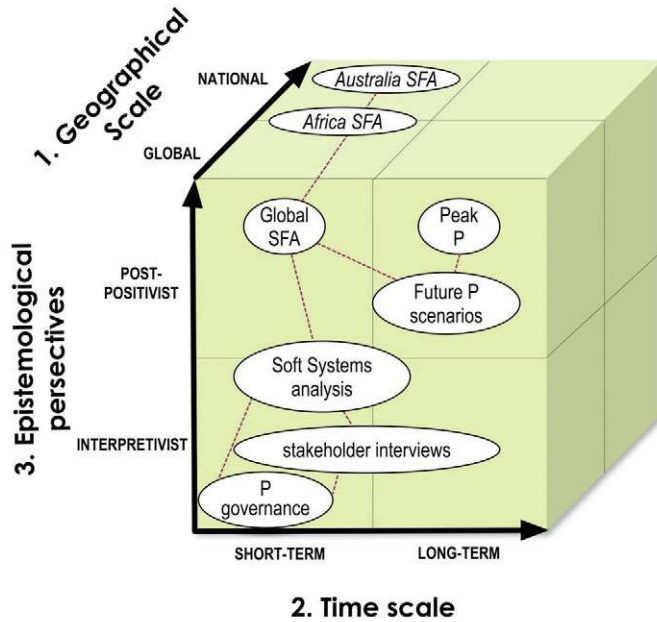 1. Geographical
Scale
NATIONAL
GLOBAL
Australia SFA
Africa SFA
3. Epistemological
persectives
POST-
POSITIVIST
INTERPRETIVIST
Global
SFA
Peak
P
Future P
scenarios
Soft Systems
analysis
stakeholder interviews
P
governance
SHORT-TERM
LONG-TERM
2. Time scale